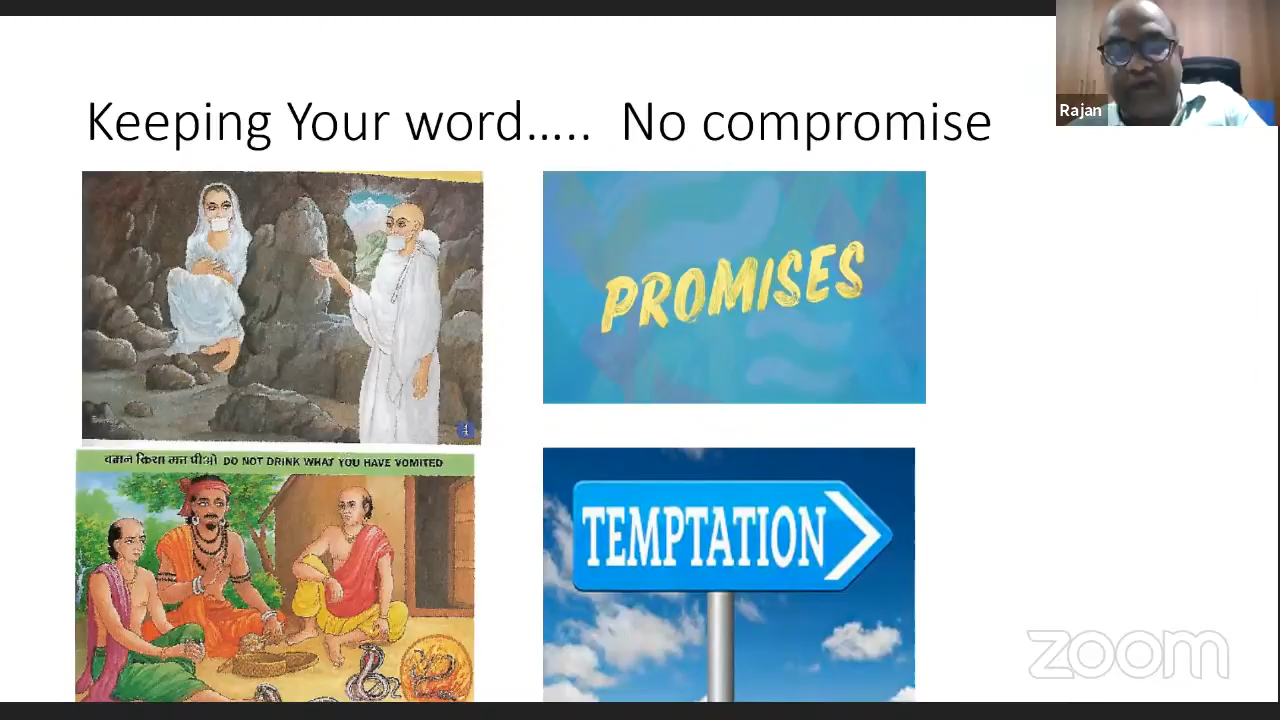 Keeping Your word..... No compromise
Rajan
PROMISES
वमन किया मत पीओ DO NOT DRINK WHAT YOU HAVE VOMITED
TEMPTATION
zoom